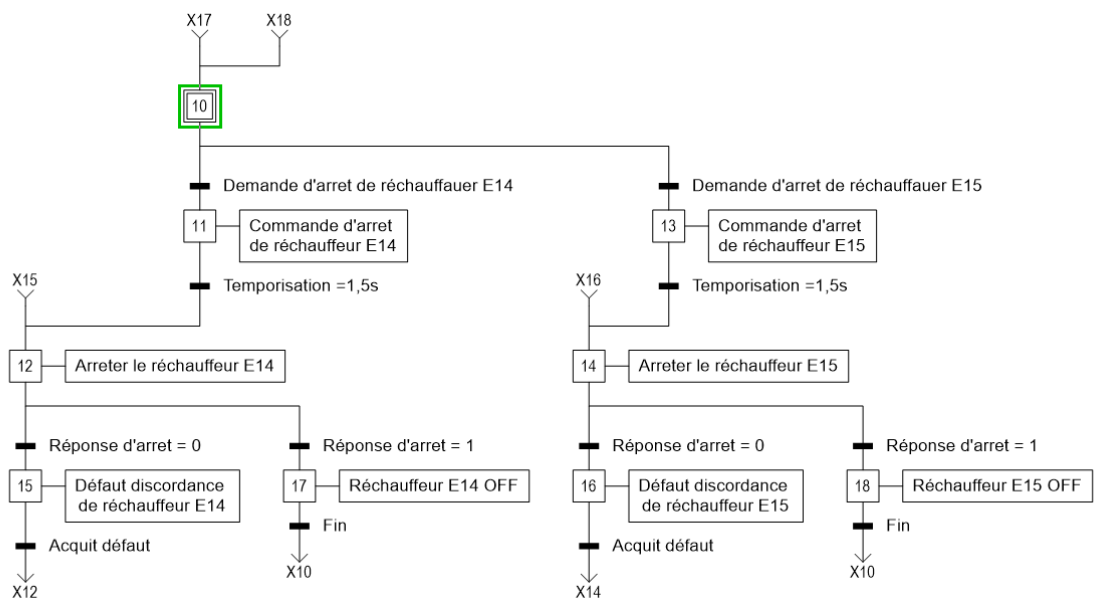 X17
X18
10
Demande d'arret de réchauffauer E14
Demande d'arret de réchauffauer E15
11
Commande d'arret
de réchauffeur E14
13
Commande d'arret
de réchauffeur E15
X15
Temporisation =1,5s
X16
Temporisation =1,5s
12
Arreter le réchauffeur E14
14
Arreter le réchauffeur E15
Réponse d'arret = 0
Réponse d'arret = 1
Réponse d'arret = 0
Réponse d'arret = 1
15
Défaut discordance
de réchauffeur E14
17
Réchauffeur E14 OFF
16
Défaut discordance
de réchauffeur E15
18
Réchauffeur E15 OFF
Acquit défaut
Fin
Acquit défaut
Fin
X12
X10
X14
X10